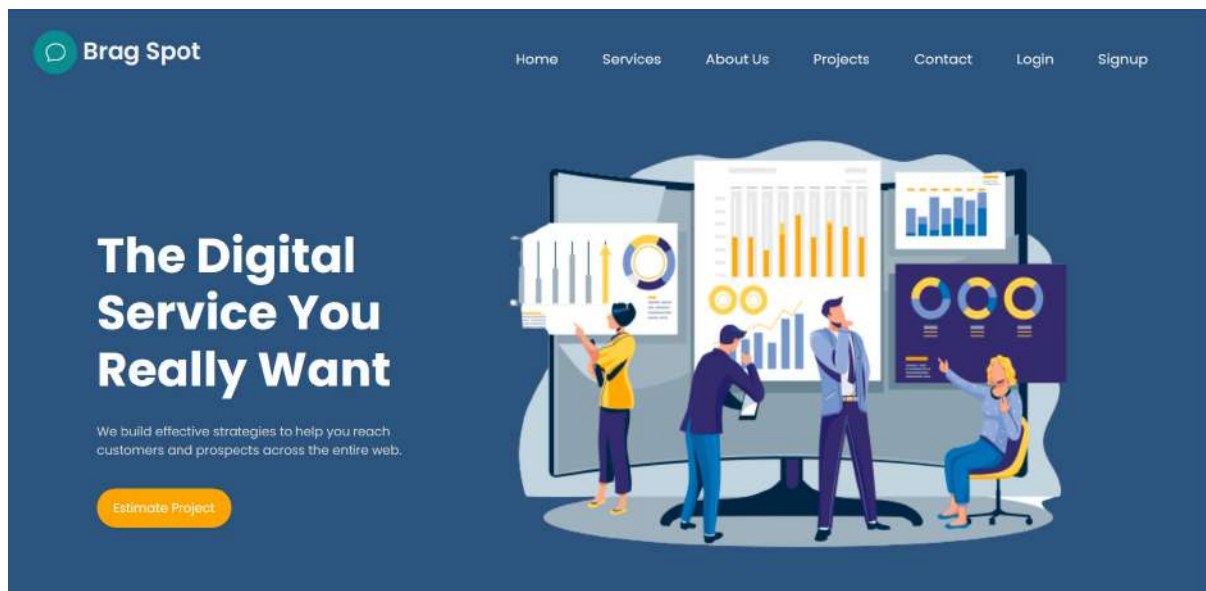 Brag Spot
Home Services About Us Projects Contact Login Signup
The Digital
Service You
Really Want
We build effective strategies to help you reach
customers and prospects across the entire web.
Estimate Project